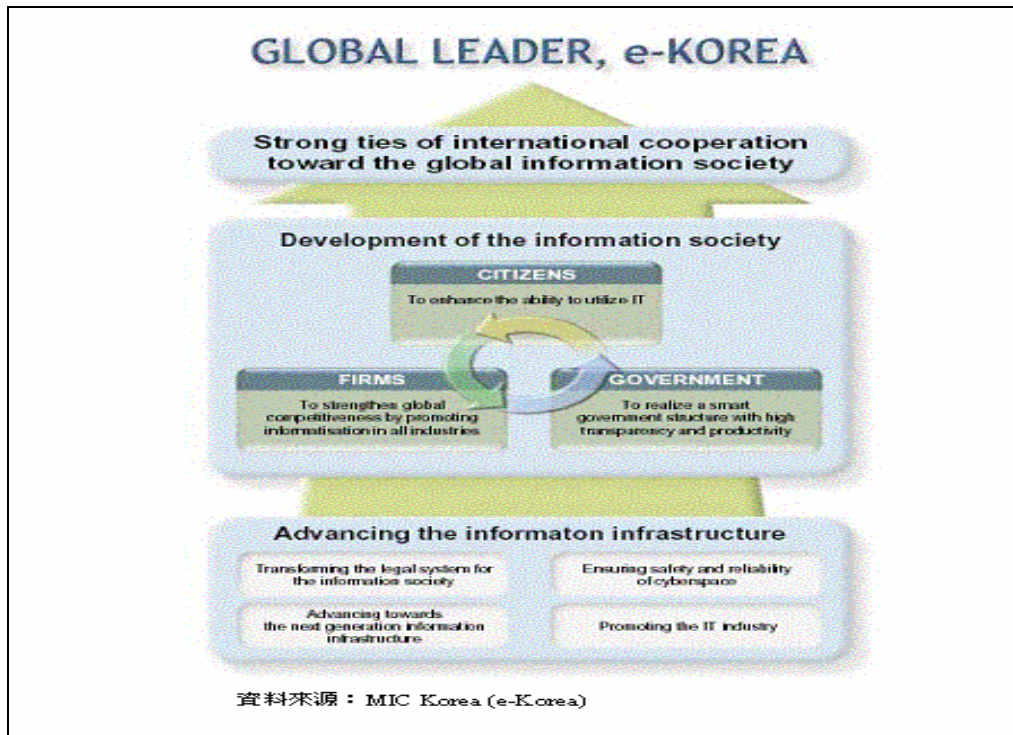 GLOBAL LEADER, e-KOREA
Strong ties of international cooperation
toward the global information society
Development of the information society
CITIZENS
To enhance the ability to utilize IT
FIRMS
To strengthen global
competitiveness by promoting
informatisation in all industries
GOVERNMENT
To realize a smart
government structure with high
transparency and productivity
Advancing the informaton infrastructure
Transforming the legal system for
the information society
Ensuring safety and reliability
of cyberspace
Advancing towards
the next generation information
infrastructure
Promoting the IT industry
資料來源：MIC Korea (e-Korea)